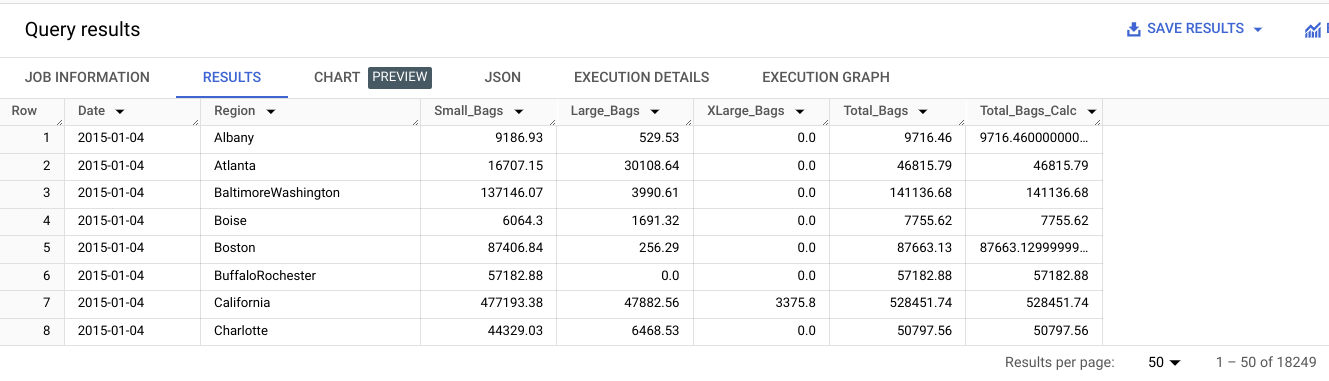 Query results SAVE RESULTS
JOB INFORMATION RESULTS CHART PREVIEW JSON EXECUTION DETAILS EXECUTION GRAPH
Row Date Region Small_Bags Large_Bags XLarge_Bags Total_Bags Total_Bags_Calc
1 2015-01-04 Albany 9186.93 529.53 0.0 9716.46 9716.460000000...
2 2015-01-04 Atlanta 16707.15 30108.64 0.0 46815.79 46815.79
3 2015-01-04 BaltimoreWashington 137146.07 3990.61 0.0 141136.68 141136.68
4 2015-01-04 Boise 6064.3 1691.32 0.0 7755.62 7755.62
5 2015-01-04 Boston 87406.84 256.29 0.0 87663.13 87663.12999999...
6 2015-01-04 BuffaloRochester 57182.88 0.0 0.0 57182.88 57182.88
7 2015-01-04 California 477193.38 47882.56 3375.8 528451.74 528451.74
8 2015-01-04 Charlotte 44329.03 6468.53 0.0 50797.56 50797.56
Results per page: 50 1 – 50 of 18249